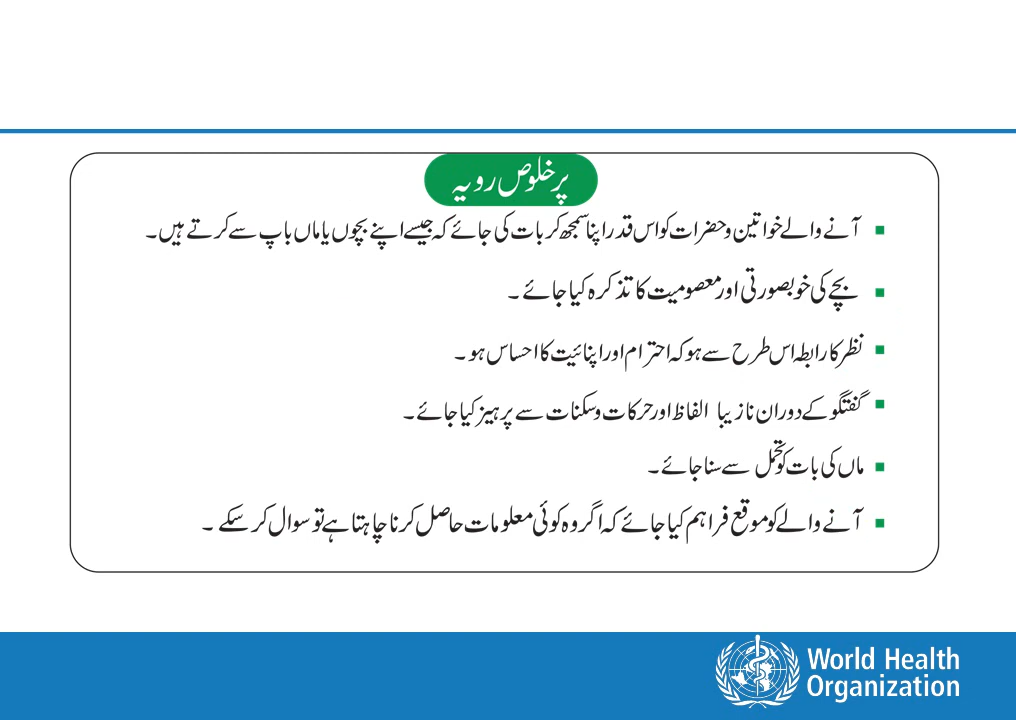 پر خلوص رویہ
آنے والے خواتین و حضرات کو اس قدر اپنا سمجھ کر بات کی جائے کہ جیسے اپنے بچوں یا ماں باپ سے کرتے ہیں۔
بچے کی خوبصورتی اور معصومیت کا تذکرہ کیا جائے ۔
نظر کا رابطہ اس طرح سے ہو کہ احترام اور اپنائیت کا احساس ہو ۔
گفتگو کے دوران نازیبا الفاظ اور حرکات و سکنات سے پرہیز کیا جائے ۔
ماں کی بات کو تحمل سے سنا جائے ۔
آنے والے کو موقع فراہم کیا جائے کہ اگر وہ کوئی معلومات حاصل کرنا چاہتا ہے تو سوال کر سکے ۔
World Health
Organization